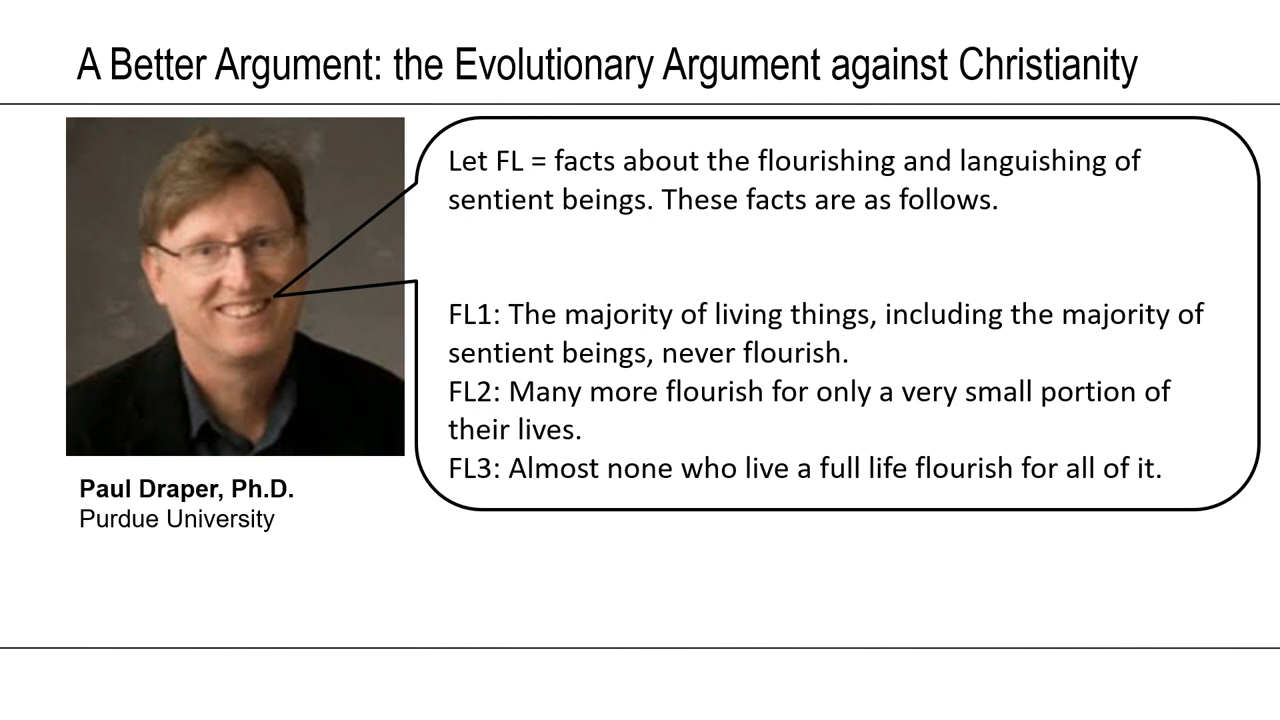 A Better Argument: the Evolutionary Argument against Christianity
Let FL = facts about the flourishing and languishing of
sentient beings. These facts are as follows.
FL1: The majority of living things, including the majority of
sentient beings, never flourish.
FL2: Many more flourish for only a very small portion of
their lives.
FL3: Almost none who live a full life flourish for all of it.
Paul Draper, Ph.D.
Purdue University